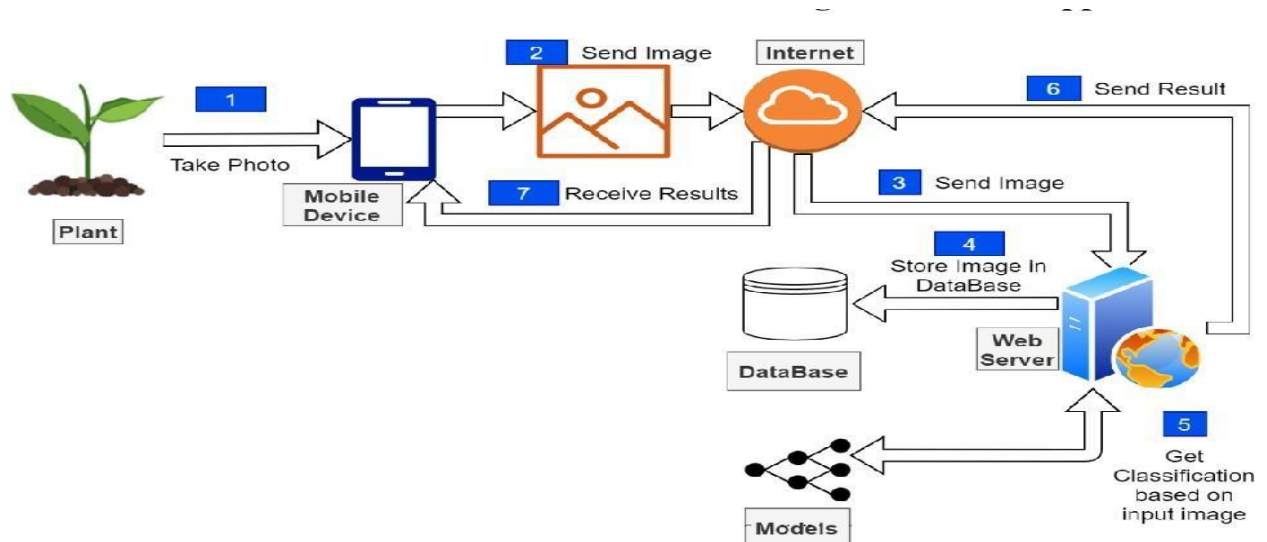 2 Send Image
Internet
1
6 Send Result
Take Photo
7 Receive Results
3 Send Image
Mobile
Device
Plant
4
Store Image in
DataBase
Web
Server
DataBase
5
Get
Classification
based on
input image
Models